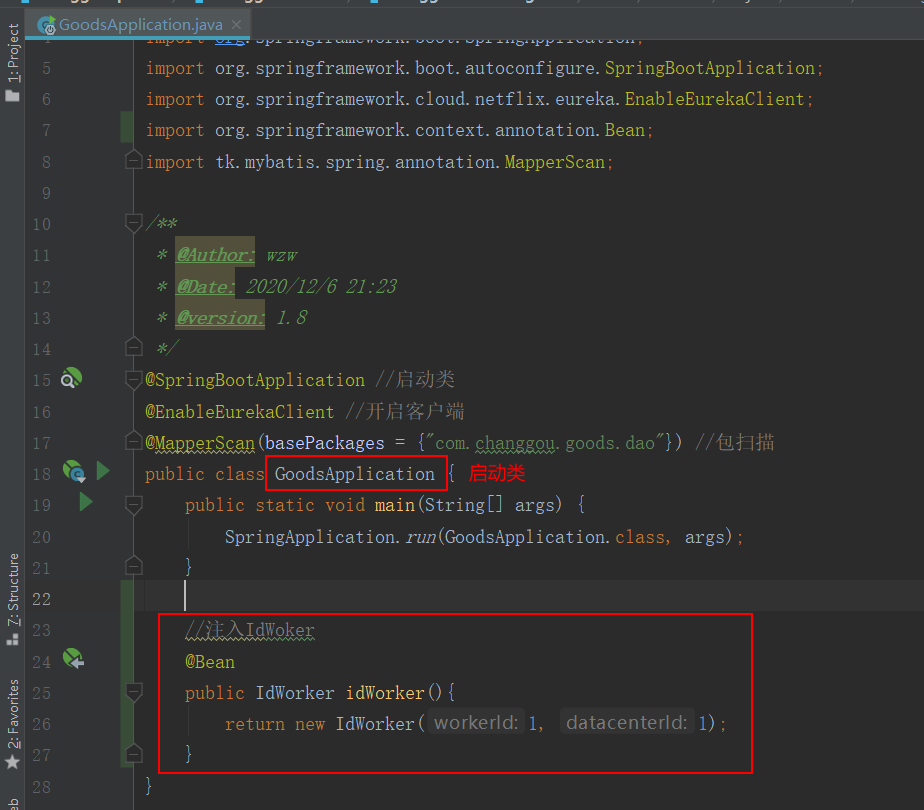 GoodsApplication.java
1: Project
import org.springframework.boot.SpringApplication;
5 import org.springframework.boot.autoconfigure.SpringBootApplication;
6 import org.springframework.cloud.netflix.eureka.EnableEurekaClient;
7 import org.springframework.context.annotation.Bean;
8 import tk.mybatis.spring.annotation.MapperScan;
9
10 /**
11 * @Author: wzw
12 * @Date: 2020/12/6 21:23
13 * @version: 1.8
14 */
15 @SpringBootApplication //启动类
16 @EnableEurekaClient //开启客户端
17 @MapperScan(basePackages = {"com.changgou.goods.dao"}) //包扫描
18 public class GoodsApplication { 启动类
19 public static void main(String[] args) {
20 SpringApplication.run(GoodsApplication.class, args);
21 }
22
23 //注入IdWoker
24 @Bean
25 public IdWorker idWorker(){
26 return new IdWorker( workerId: 1, datacenterId: 1);
27 }
28 }
7: Structure
2: Favorites